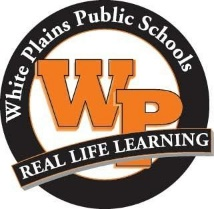 White Plains Public Schools
WP
REAL LIFE LEARNING